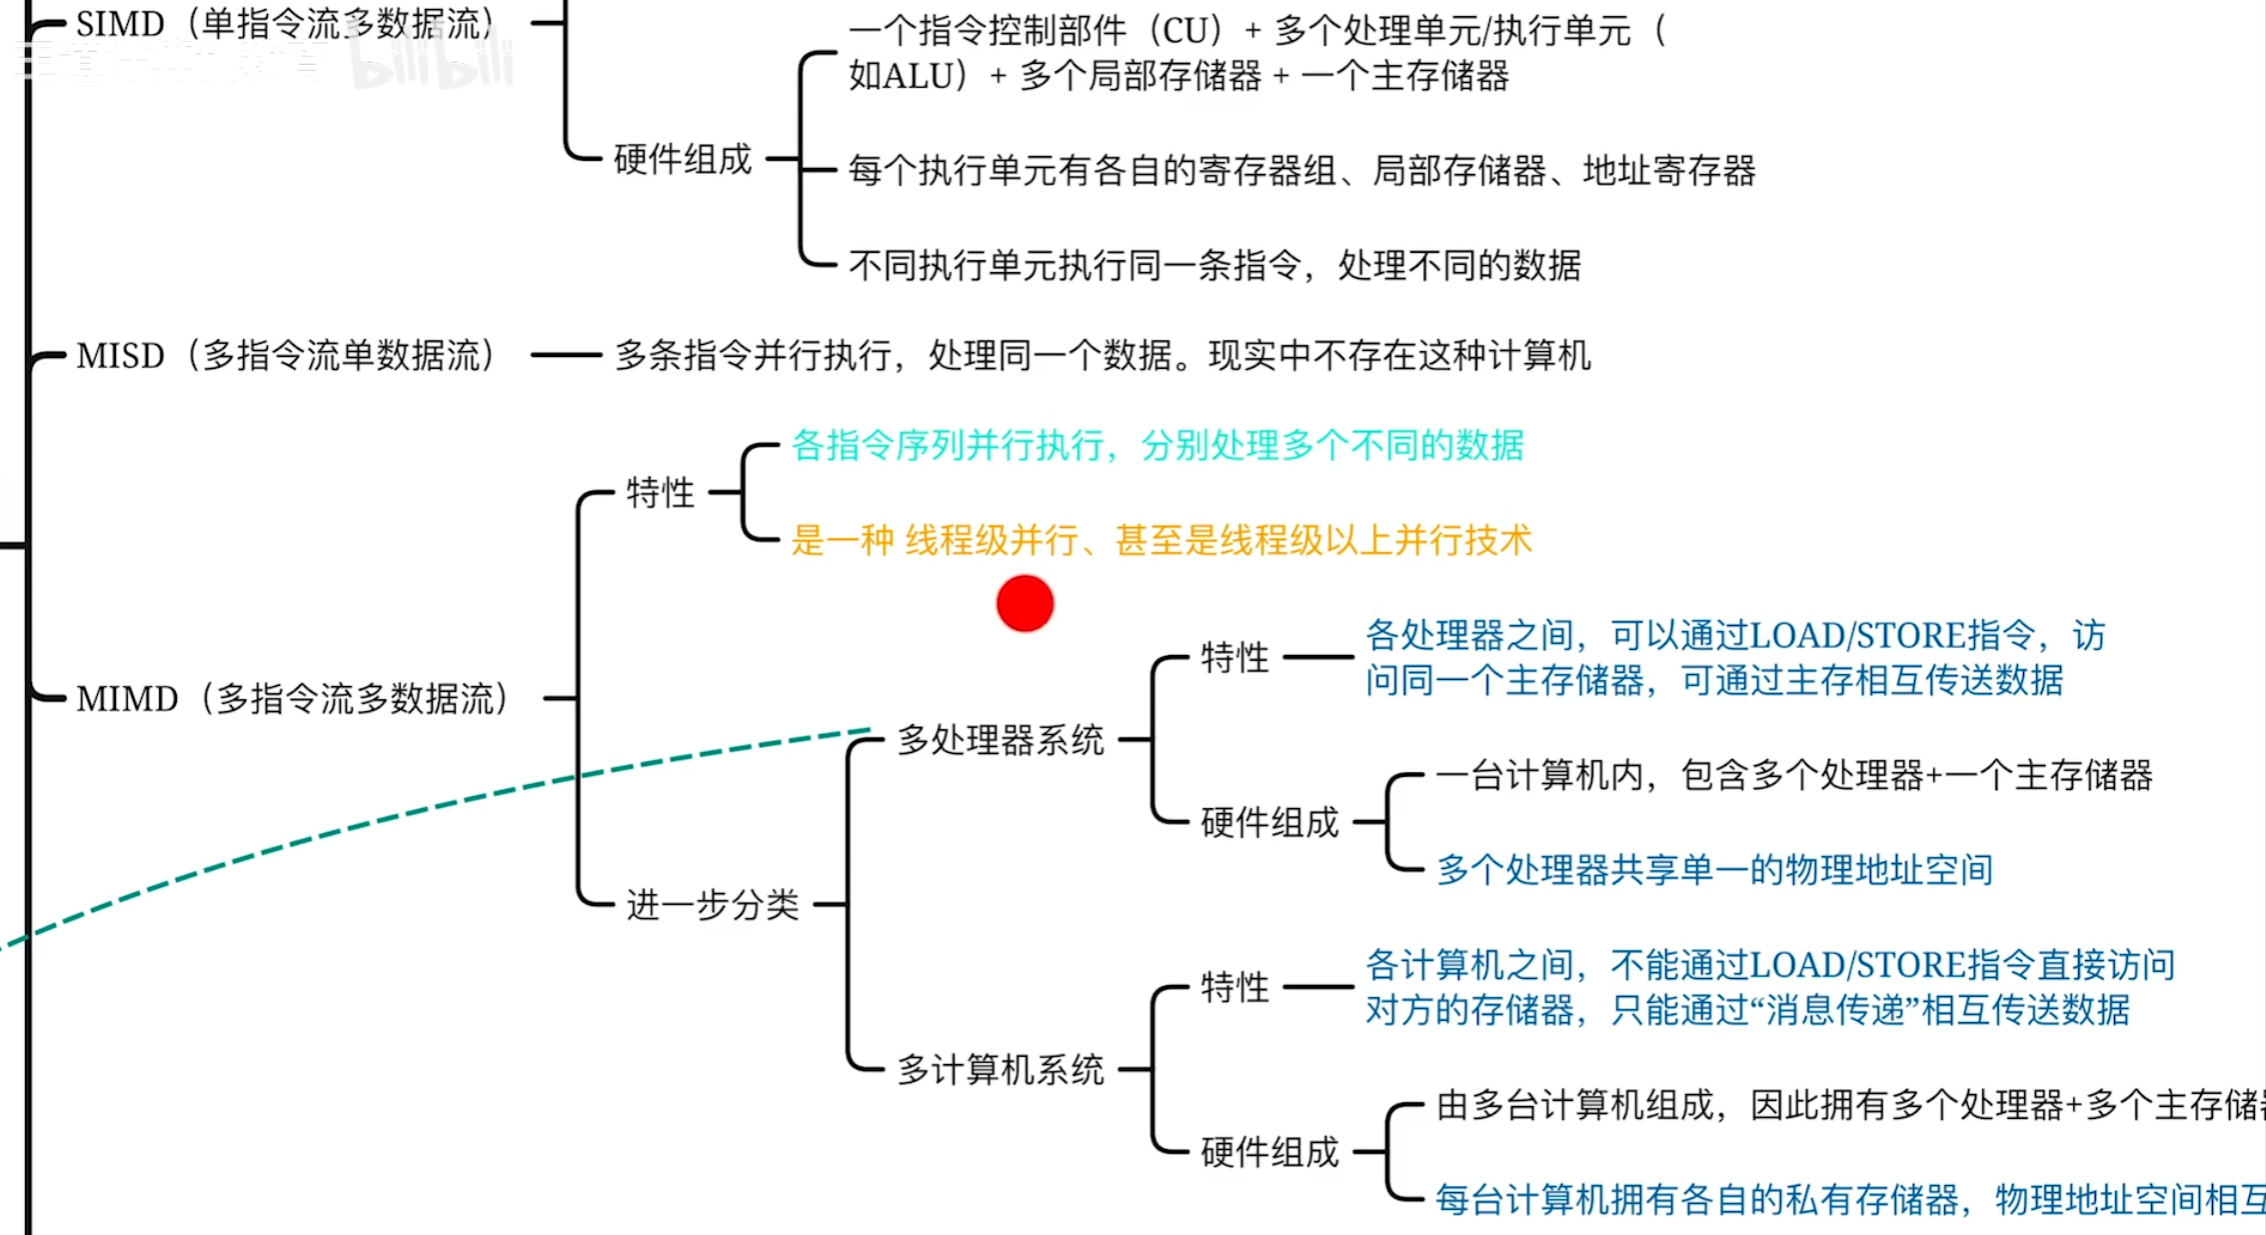 SIMD（单指令流多数据流）
bilibili
一个指令控制部件（CU）+ 多个处理单元/执行单元（
如ALU）+ 多个局部存储器 + 一个主存储器
硬件组成
每个执行单元有各自的寄存器组、局部存储器、地址寄存器
不同执行单元执行同一条指令，处理不同的数据
MISD（多指令流单数据流）
多条指令并行执行，处理同一个数据。现实中不存在这种计算机
各指令序列并行执行，分别处理多个不同的数据
特性
是一种 线程级并行、甚至是线程级以上并行技术
MIMD（多指令流多数据流）
特性
各处理器之间，可以通过LOAD/STORE指令，访
问同一个主存储器，可通过主存相互传送数据
多处理器系统
一台计算机内，包含多个处理器+一个主存储器
硬件组成
多个处理器共享单一的物理地址空间
进一步分类
特性
各计算机之间，不能通过LOAD/STORE指令直接访问
对方的存储器，只能通过“消息传递”相互传送数据
多计算机系统
由多台计算机组成，因此拥有多个处理器+多个主存储
硬件组成
每台计算机拥有各自的私有存储器，物理地址空间相互